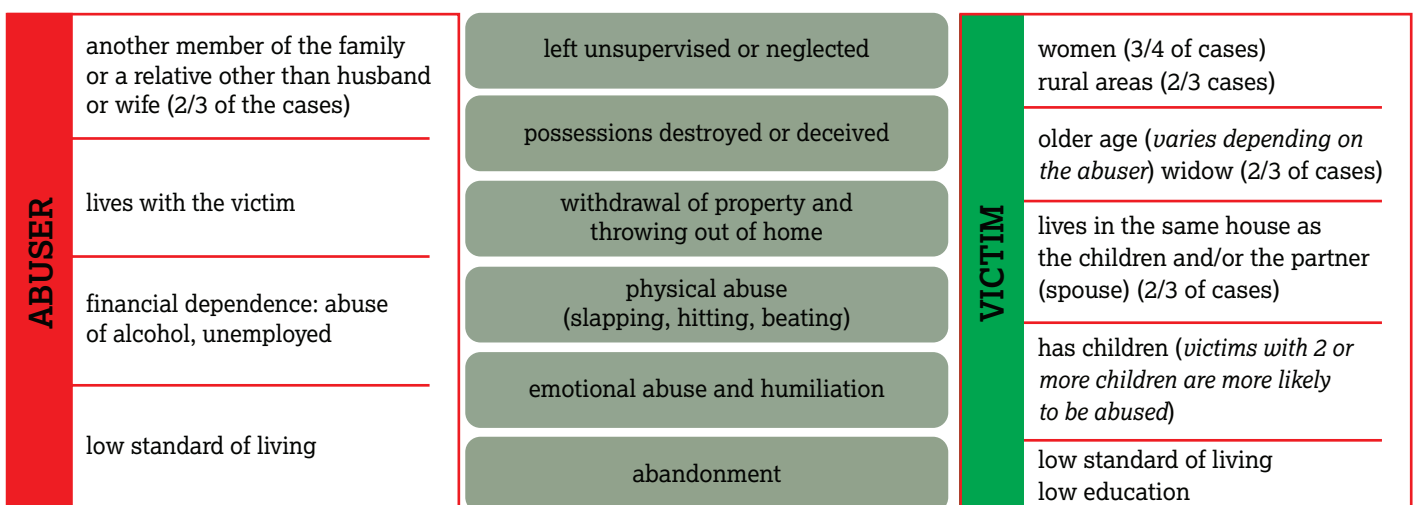 ABUSER
another member of the family
or a relative other than husband
or wife (2/3 of the cases)
lives with the victim
financial dependence: abuse
of alcohol, unemployed
low standard of living
left unsupervised or neglected
possessions destroyed or deceived
withdrawal of property and
throwing out of home
physical abuse
(slapping, hitting, beating)
emotional abuse and humiliation
abandonment
VICTIM
women (3/4 of cases)
rural areas (2/3 cases)
older age (varies depending on
the abuser) widow (2/3 of cases)
lives in the same house as
the children and/or the partner
(spouse) (2/3 of cases)
has children (victims with 2 or
more children are more likely
to be abused)
low standard of living
low education